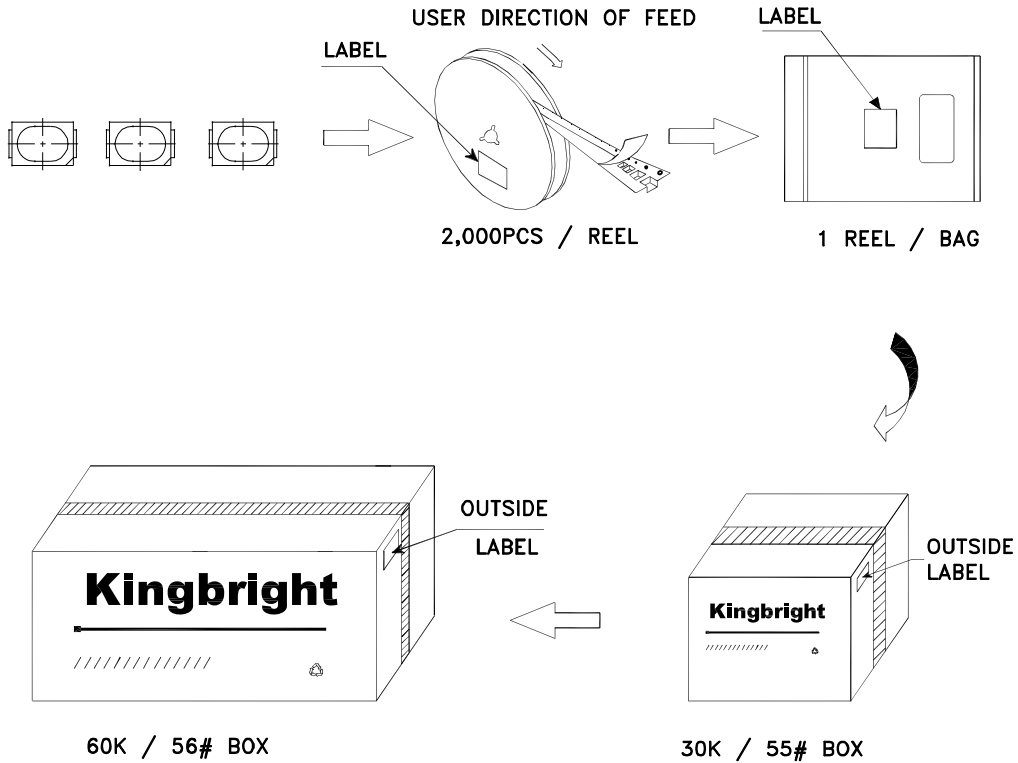 USER DIRECTION OF FEED
LABEL
LABEL
2,000PCS / REEL
1 REEL / BAG
OUTSIDE
LABEL
OUTSIDE
LABEL
Kingbright
Kingbright
60K / 56# BOX
30K / 55# BOX